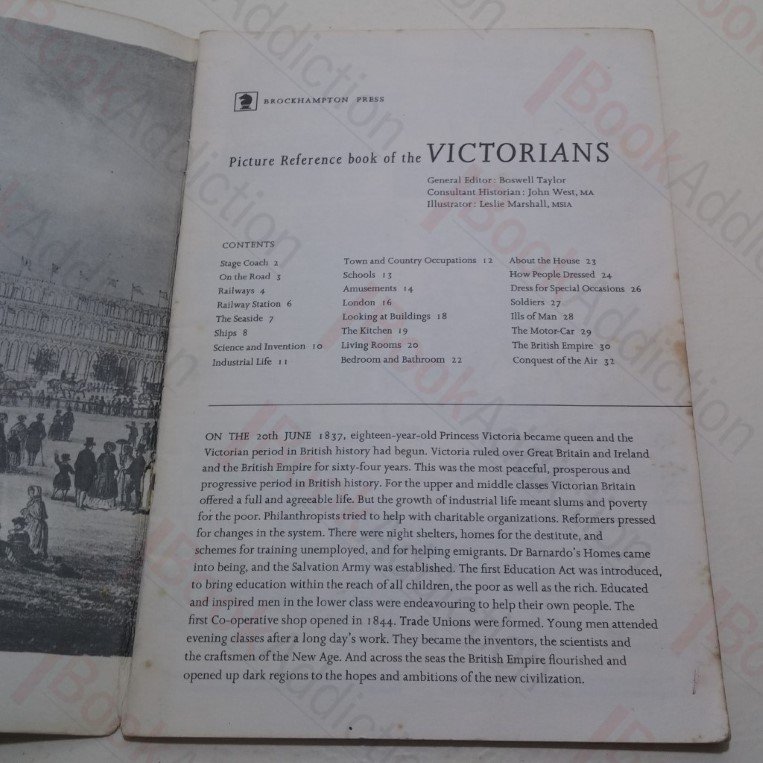 BROCKHAMPTON PRESS
Picture Reference book of the VICTORIANS
General Editor: Boswell Taylor
Consultant Historian: John West, MA
Illustrator: Leslie Marshall, MSIA
CONTENTS
Stage Coach 2
On the Road 3
Railways 4
Railway Station 6
The Seaside 7
Ships 8
Science and Invention 10
Industrial Life 11
Town and Country Occupations 12
Schools 13
Amusements 14
London 16
Looking at Buildings 18
The Kitchen 19
Living Rooms 20
Bedroom and Bathroom 22
About the House 23
How People Dressed 24
Dress for Special Occasions 26
Soldiers 27
Ills of Man 28
The Motor-Car 29
The British Empire 30
Conquest of the Air 32
ON THE 20th JUNE 1837, eighteen-year-old Princess Victoria became queen and the
Victorian period in British history had begun. Victoria ruled over Great Britain and Ireland
and the British Empire for sixty-four years. This was the most peaceful, prosperous and
progressive period in British history. For the upper and middle classes Victorian Britain
offered a full and agreeable life. But the growth of industrial life meant slums and poverty
for the poor. Philanthropists tried to help with charitable organizations. Reformers pressed
for changes in the system. There were night shelters, homes for the destitute, and
schemes for training unemployed, and for helping emigrants. Dr Barnardo's Homes came
into being, and the Salvation Army was established. The first Education Act was introduced,
to bring education within the reach of all children, the poor as well as the rich. Educated
and inspired men in the lower class were endeavouring to help their own people. The
first Co-operative shop opened in 1844. Trade Unions were formed. Young men attended
evening classes after a long day's work. They became the inventors, the scientists and
the craftsmen of the New Age. And across the seas the British Empire flourished and
opened up dark regions to the hopes and ambitions of the new civilization.
BookAddiction